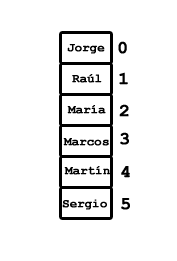 Jorge 0
Raúl 1
María 2
Marcos 3
Martín 4
Sergio 5